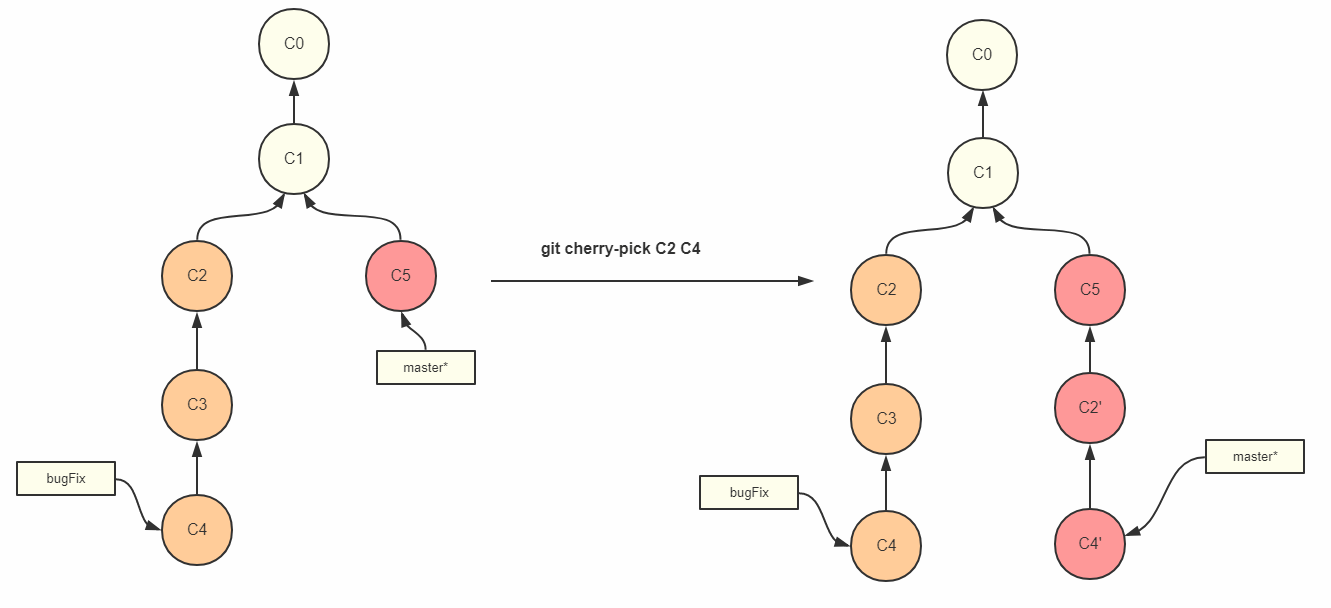 C0
C1
C2
C5
master*
C3
bugFix
C4
git cherry-pick C2 C4
C0
C1
C2
C5
C3
C2'
master*
bugFix
C4
C4'